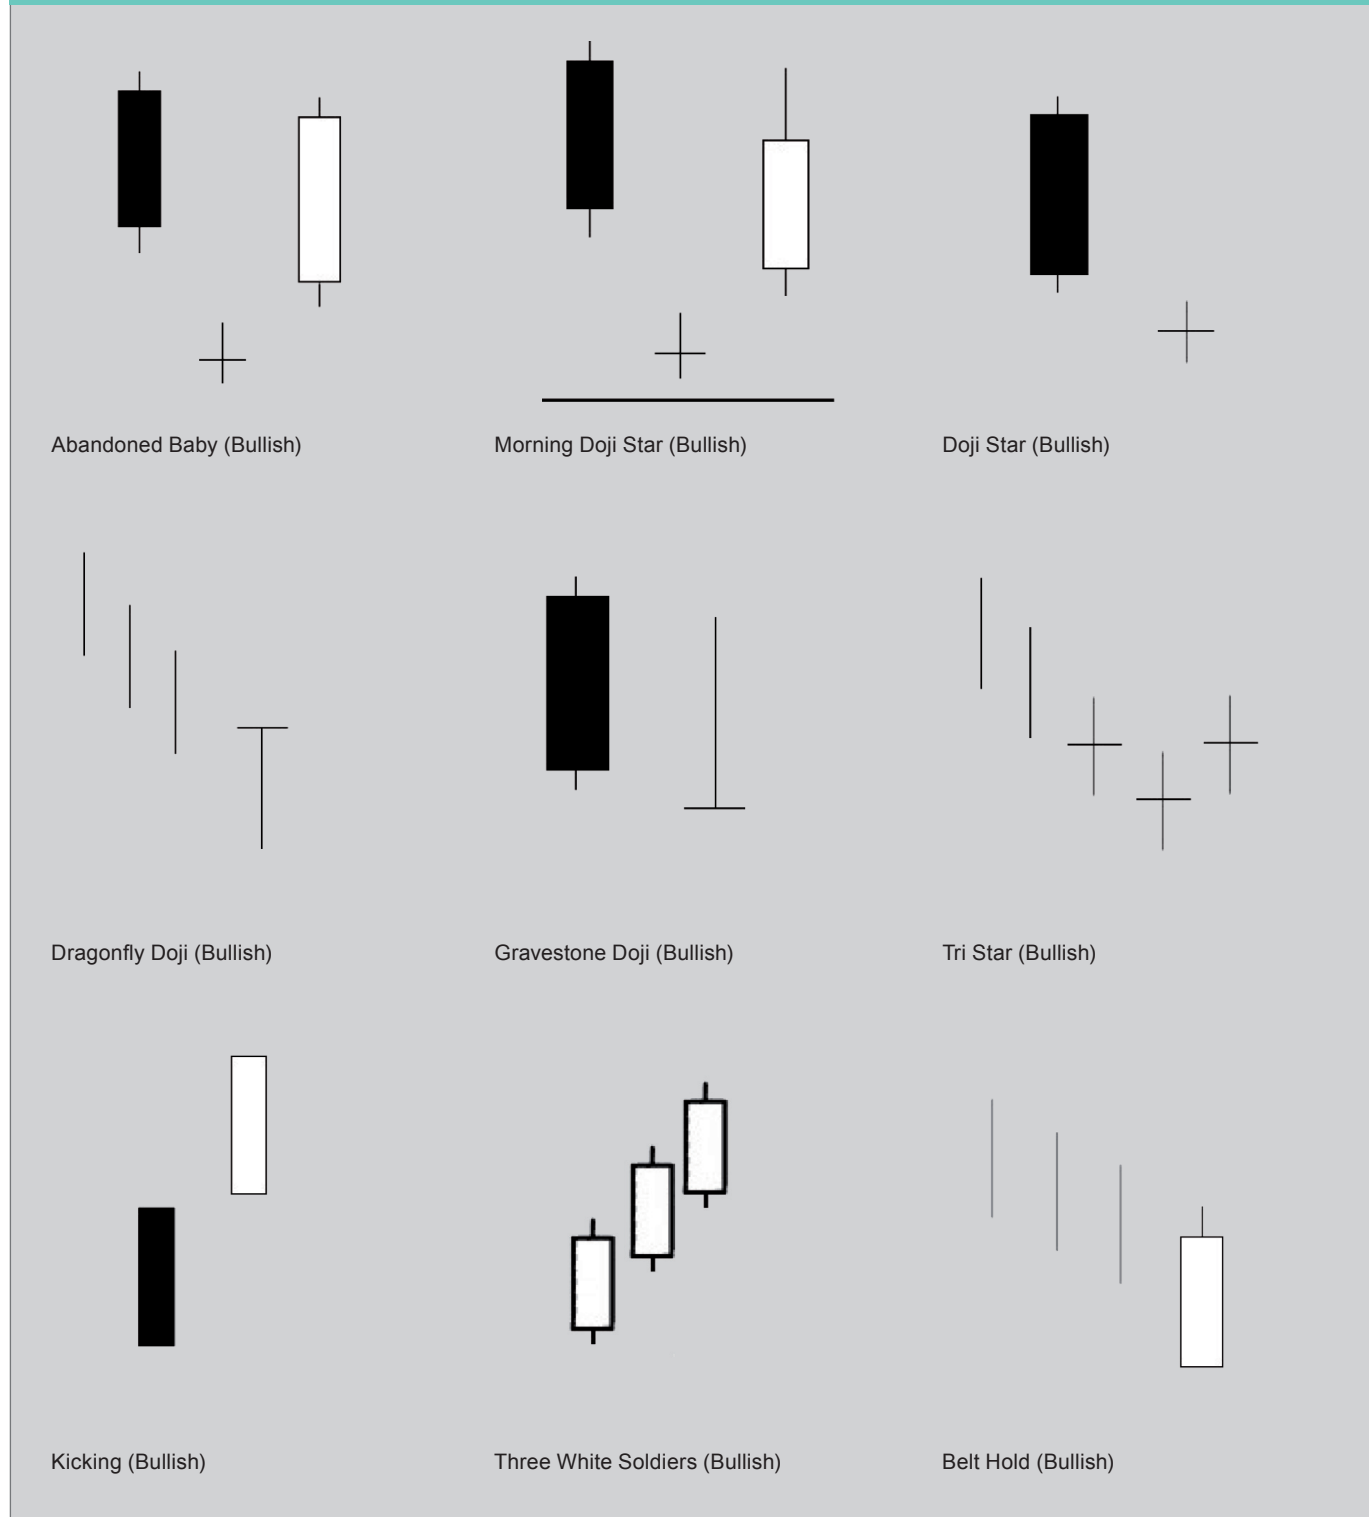 Abandoned Baby (Bullish)
Morning Doji Star (Bullish)
Doji Star (Bullish)
Dragonfly Doji (Bullish)
Gravestone Doji (Bullish)
Tri Star (Bullish)
Kicking (Bullish)
Three White Soldiers (Bullish)
Belt Hold (Bullish)